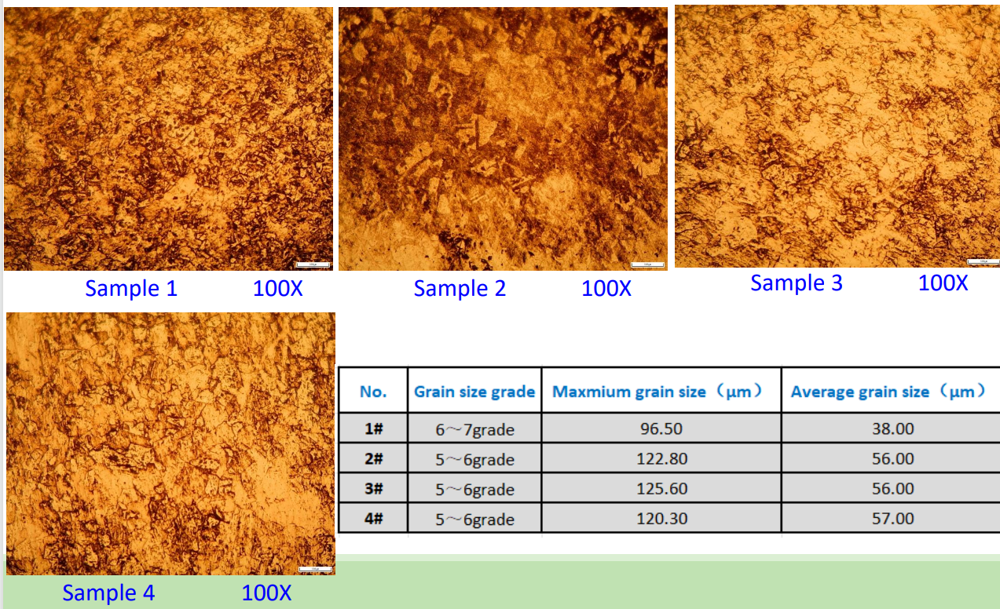 Sample 1 100X
Sample 2 100X
Sample 3 100X
No. Grain size grade Maxmium grain size（μm） Average grain size（μm）
1# 6～7grade 96.50 38.00
2# 5～6grade 122.80 56.00
3# 5～6grade 125.60 56.00
4# 5～6grade 120.30 57.00
Sample 4 100X